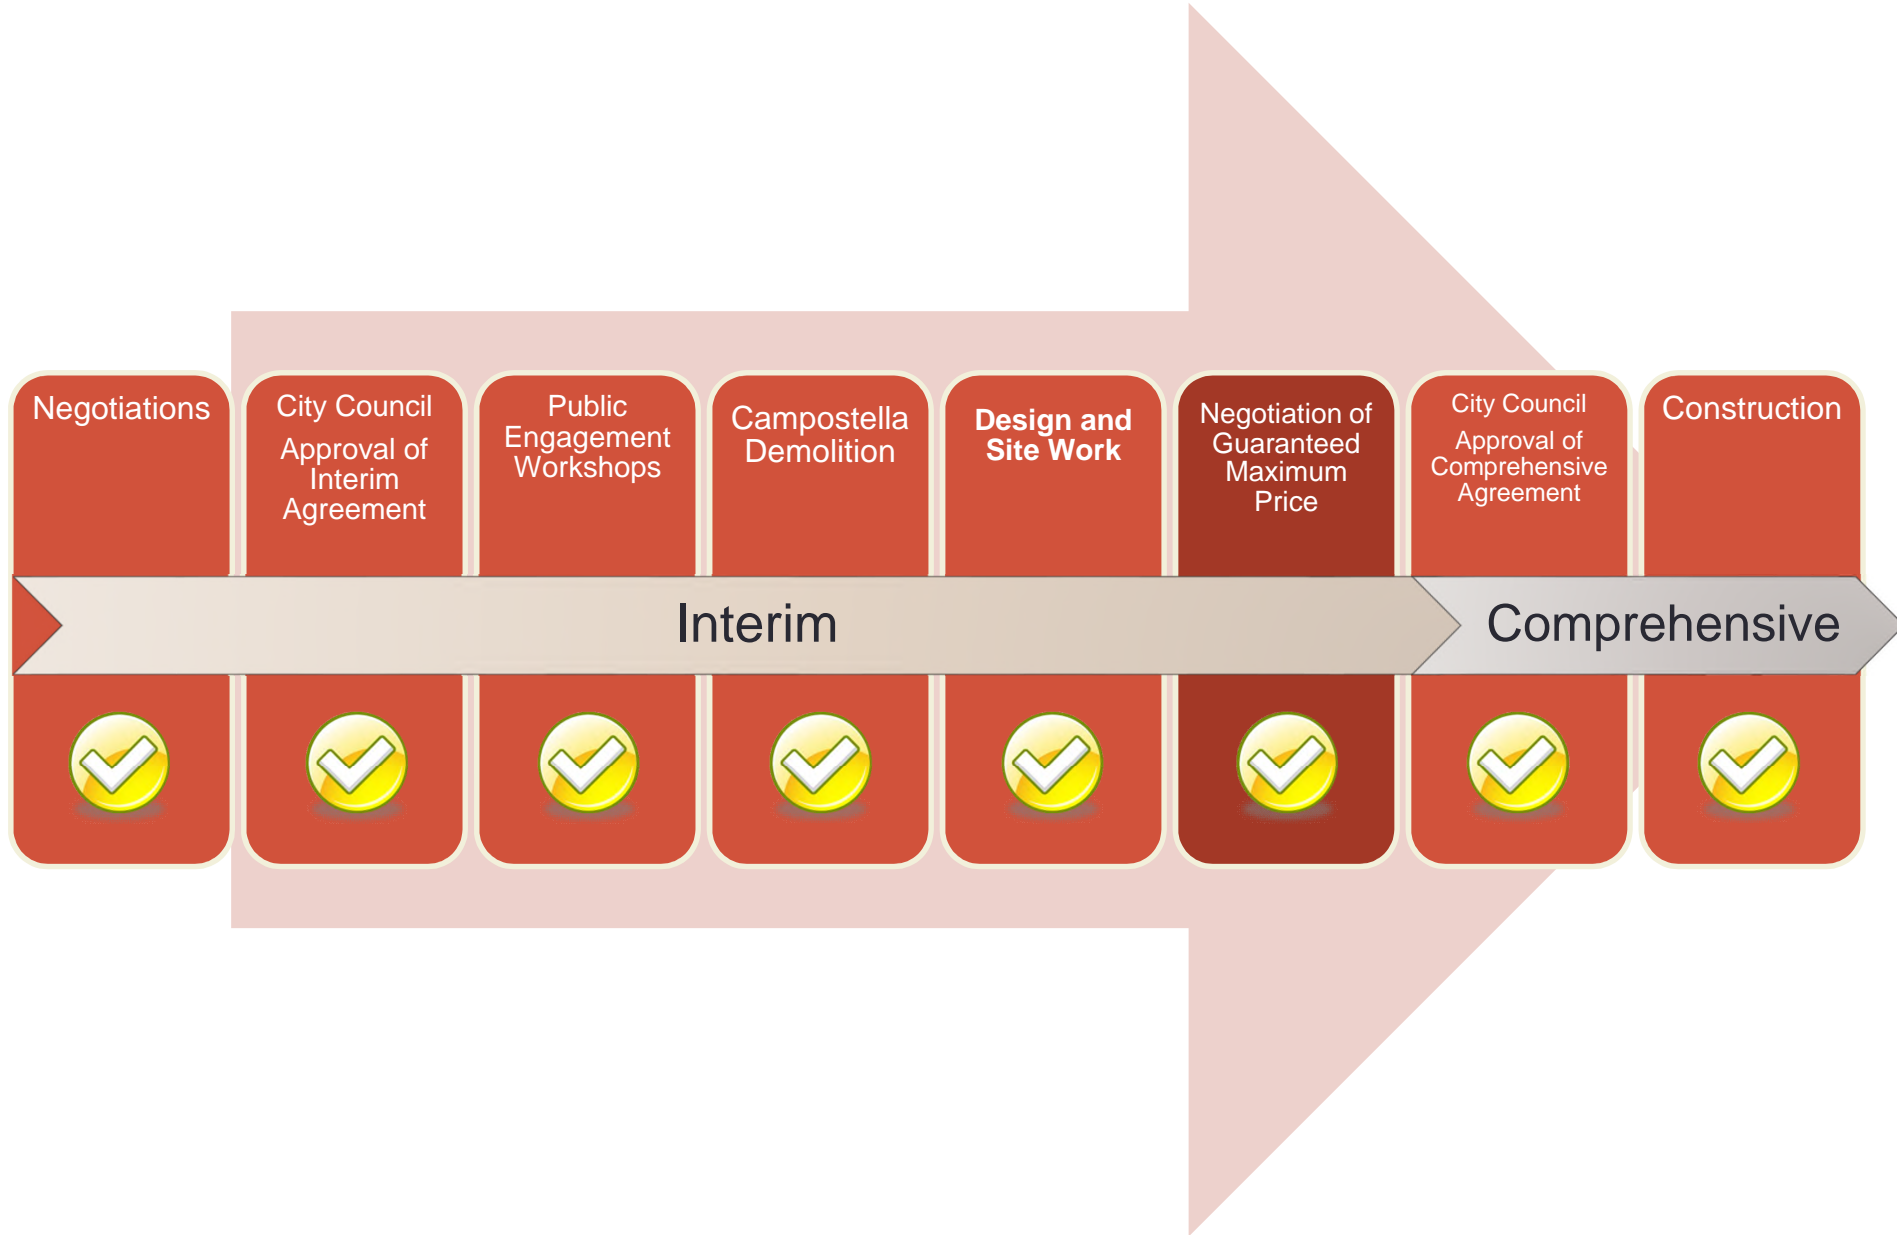 Negotiations
City Council
Approval of
Interim
Agreement
Public
Engagement
Workshops
Campostella
Demolition
Design and
Site Work
Negotiation of
Guaranteed
Maximum
Price
City Council
Approval of
Comprehensive
Agreement
Construction
Interim
Comprehensive